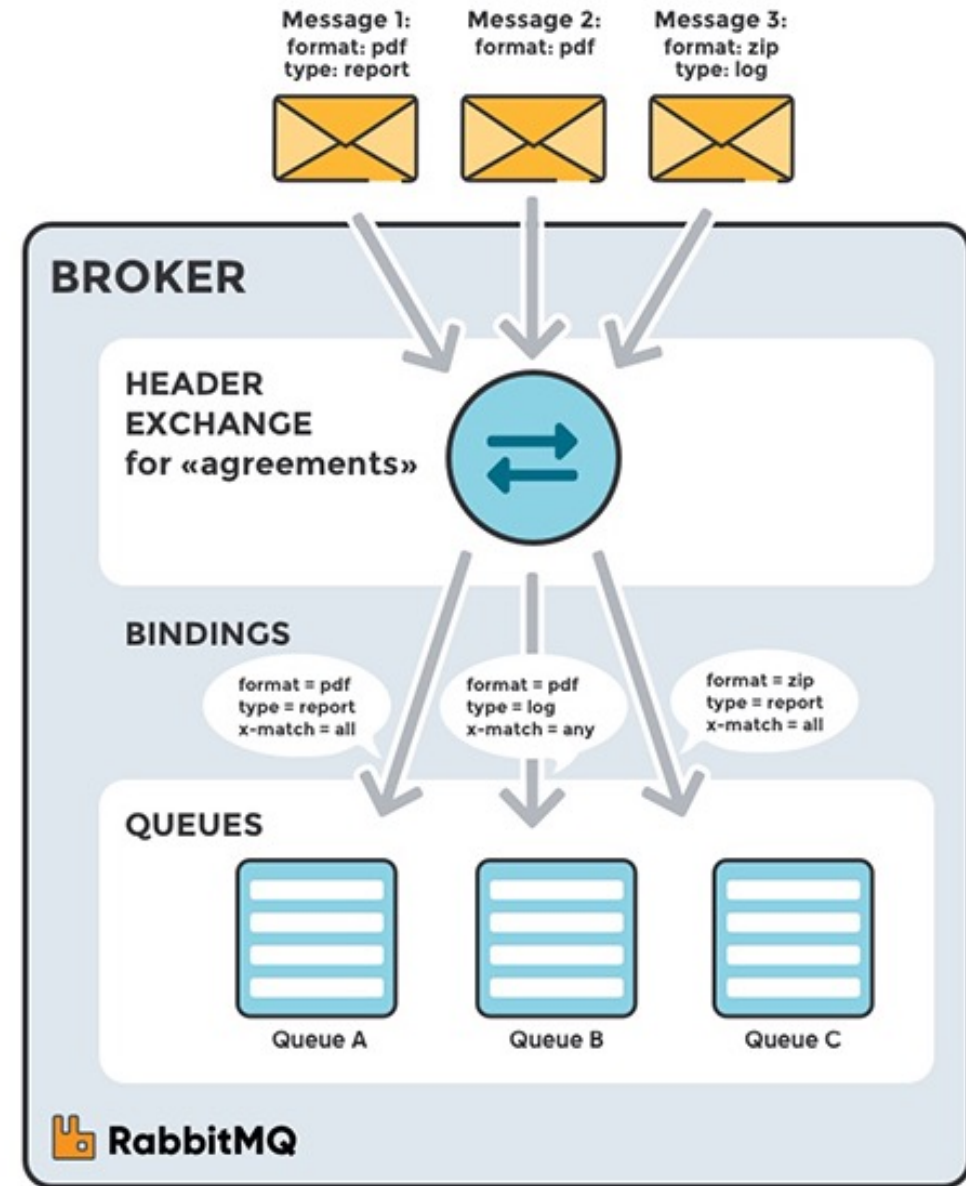 Message 1:
format: pdf
type: report
Message 2:
format: pdf
Message 3:
format: zip
type: log
BROKER
HEADER
EXCHANGE
for «agreements»
BINDINGS
format = pdf
type = report
x-match = all
format = pdf
type = log
x-match = any
format = zip
type = report
x-match = all
QUEUES
Queue A
Queue B
Queue C
RabbitMQ